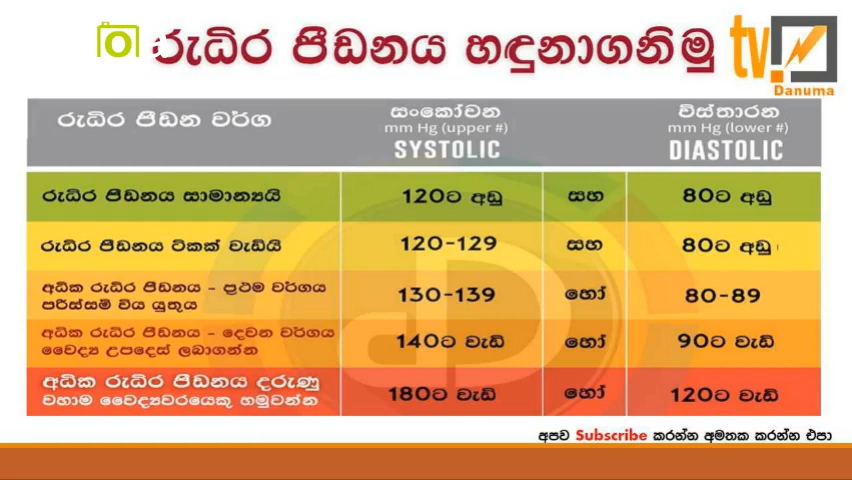 රුධිර පීඩනය හඳුනාගනිමු
tv
Danuma
රුධිර පීඩන වර්ග
සංකෝචන
mm Hg (upper #)
SYSTOLIC
විස්තාරන
mm Hg (lower #)
DIASTOLIC
රුධිර පීඩනය සාමාන්‍යයි
120ට අඩු
සහ
80ට අඩු
රුධිර පීඩනය ටිකක් වැඩියි
120-129
සහ
80ට අඩු
අධික රුධිර පීඩනය - ප්‍රථම වර්ගය
පරිස්සම් විය යුතුය
130-139
හෝ
80-89
අධික රුධිර පීඩනය - දෙවන වර්ගය
වෛද්‍ය උපදෙස් ලබාගන්න
140ට වැඩි
හෝ
90ට වැඩි
අධික රුධිර පීඩනය දරුණු
වහාම වෛද්‍යවරයෙකු හමුවන්න
180ට වැඩි
හෝ
120ට වැඩි
අපව Subscribe කරන්න අමතක කරන්න එපා